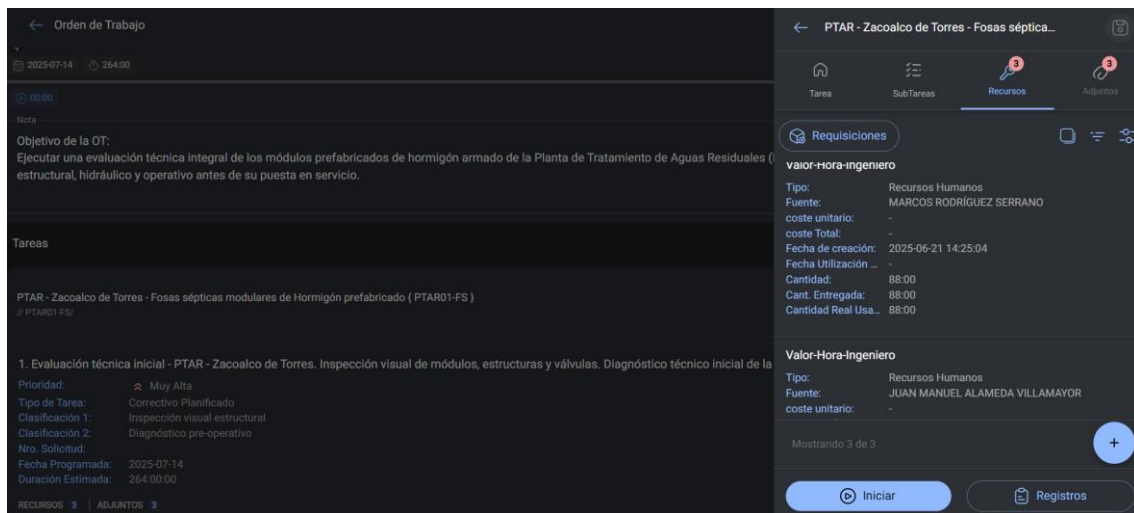 Orden de Trabajo
2025-07-14 264:00
00:00
Nota
Objetivo de la OT:
Ejecutar una evaluación técnica integral de los módulos prefabricados de hormigón armado de la Planta de Tratamiento de Aguas Residuales (
estructural, hidráulico y operativo antes de su puesta en servicio.
Tareas
PTAR - Zacoalco de Torres - Fosas sépticas modulares de Hormigón prefabricado { PTAR01-FS }
// PTAR01-FS/
1. Evaluación técnica inicial - PTAR - Zacoalco de Torres. Inspección visual de módulos, estructuras y válvulas. Diagnóstico técnico inicial de la
Prioridad: Muy Alta
Tipo de Tarea: Correctivo Planificado
Clasificación 1: Inspección visual estructural
Clasificación 2: Diagnóstico pre-operativo
Nro. Solicitud:
Fecha Programada: 2025-07-14
Duración Estimada: 264:00:00
RECURSOS 3 | ADJUNTOS 3
PTAR - Zacoalco de Torres - Fosas séptica...
3 3
Tarea SubTareas Recursos Adjuntos
Requisiciones
Valor-Hora-Ingeniero
Tipo: Recursos Humanos
Fuente: MARCOS RODRÍGUEZ SERRANO
coste unitario: -
coste Total: -
Fecha de creación: 2025-06-21 14:25:04
Fecha Utilización ... -
Cantidad: 88:00
Cant. Entregada: 88:00
Cantidad Real Usa... 88:00
Valor-Hora-Ingeniero
Tipo: Recursos Humanos
Fuente: JUAN MANUEL ALAMEDA VILLAMAYOR
coste unitario: -
Mostrando 3 de 3
+
Iniciar Registros